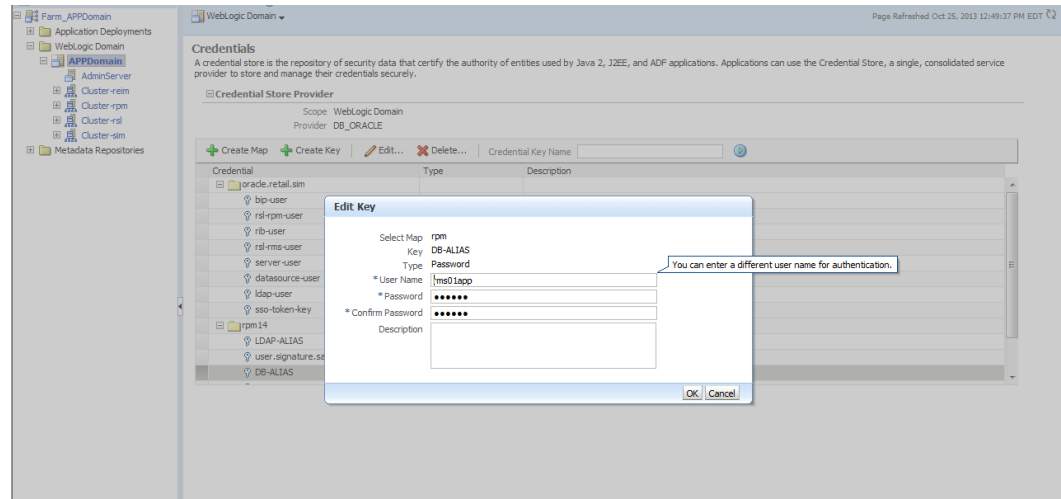 Farm_APPDomain
Application Deployments
WebLogic Domain
APPDomain
AdminServer
Cluster-reim
Cluster-rpm
Cluster-rsl
Cluster-sim
Metadata Repositories
WebLogic Domain
Page Refreshed Oct 25, 2013 12:49:37 PM EDT
Credentials
A credential store is the repository of security data that certify the authority of entities used by Java 2, J2EE, and ADF applications. Applications can use the Credential Store, a single, consolidated service
provider to store and manage their credentials securely.
Credential Store Provider
Scope WebLogic Domain
Provider DB_ORACLE
Create Map Create Key Edit... Delete... Credential Key Name
Credential Type Description
oracle.retail.sim
bip-user
rsl-rpm-user
rib-user
rsl-rms-user
server-user
datasource-user
ldap-user
sso-token-key
rpm14
LDAP-ALIAS
user.signature.sa
DB-ALIAS
Edit Key
Select Map rpm
Key DB-ALIAS
Type Password
You can enter a different user name for authentication.
* User Name
* Password ••••••
* Confirm Password ••••••
Description
OK Cancel